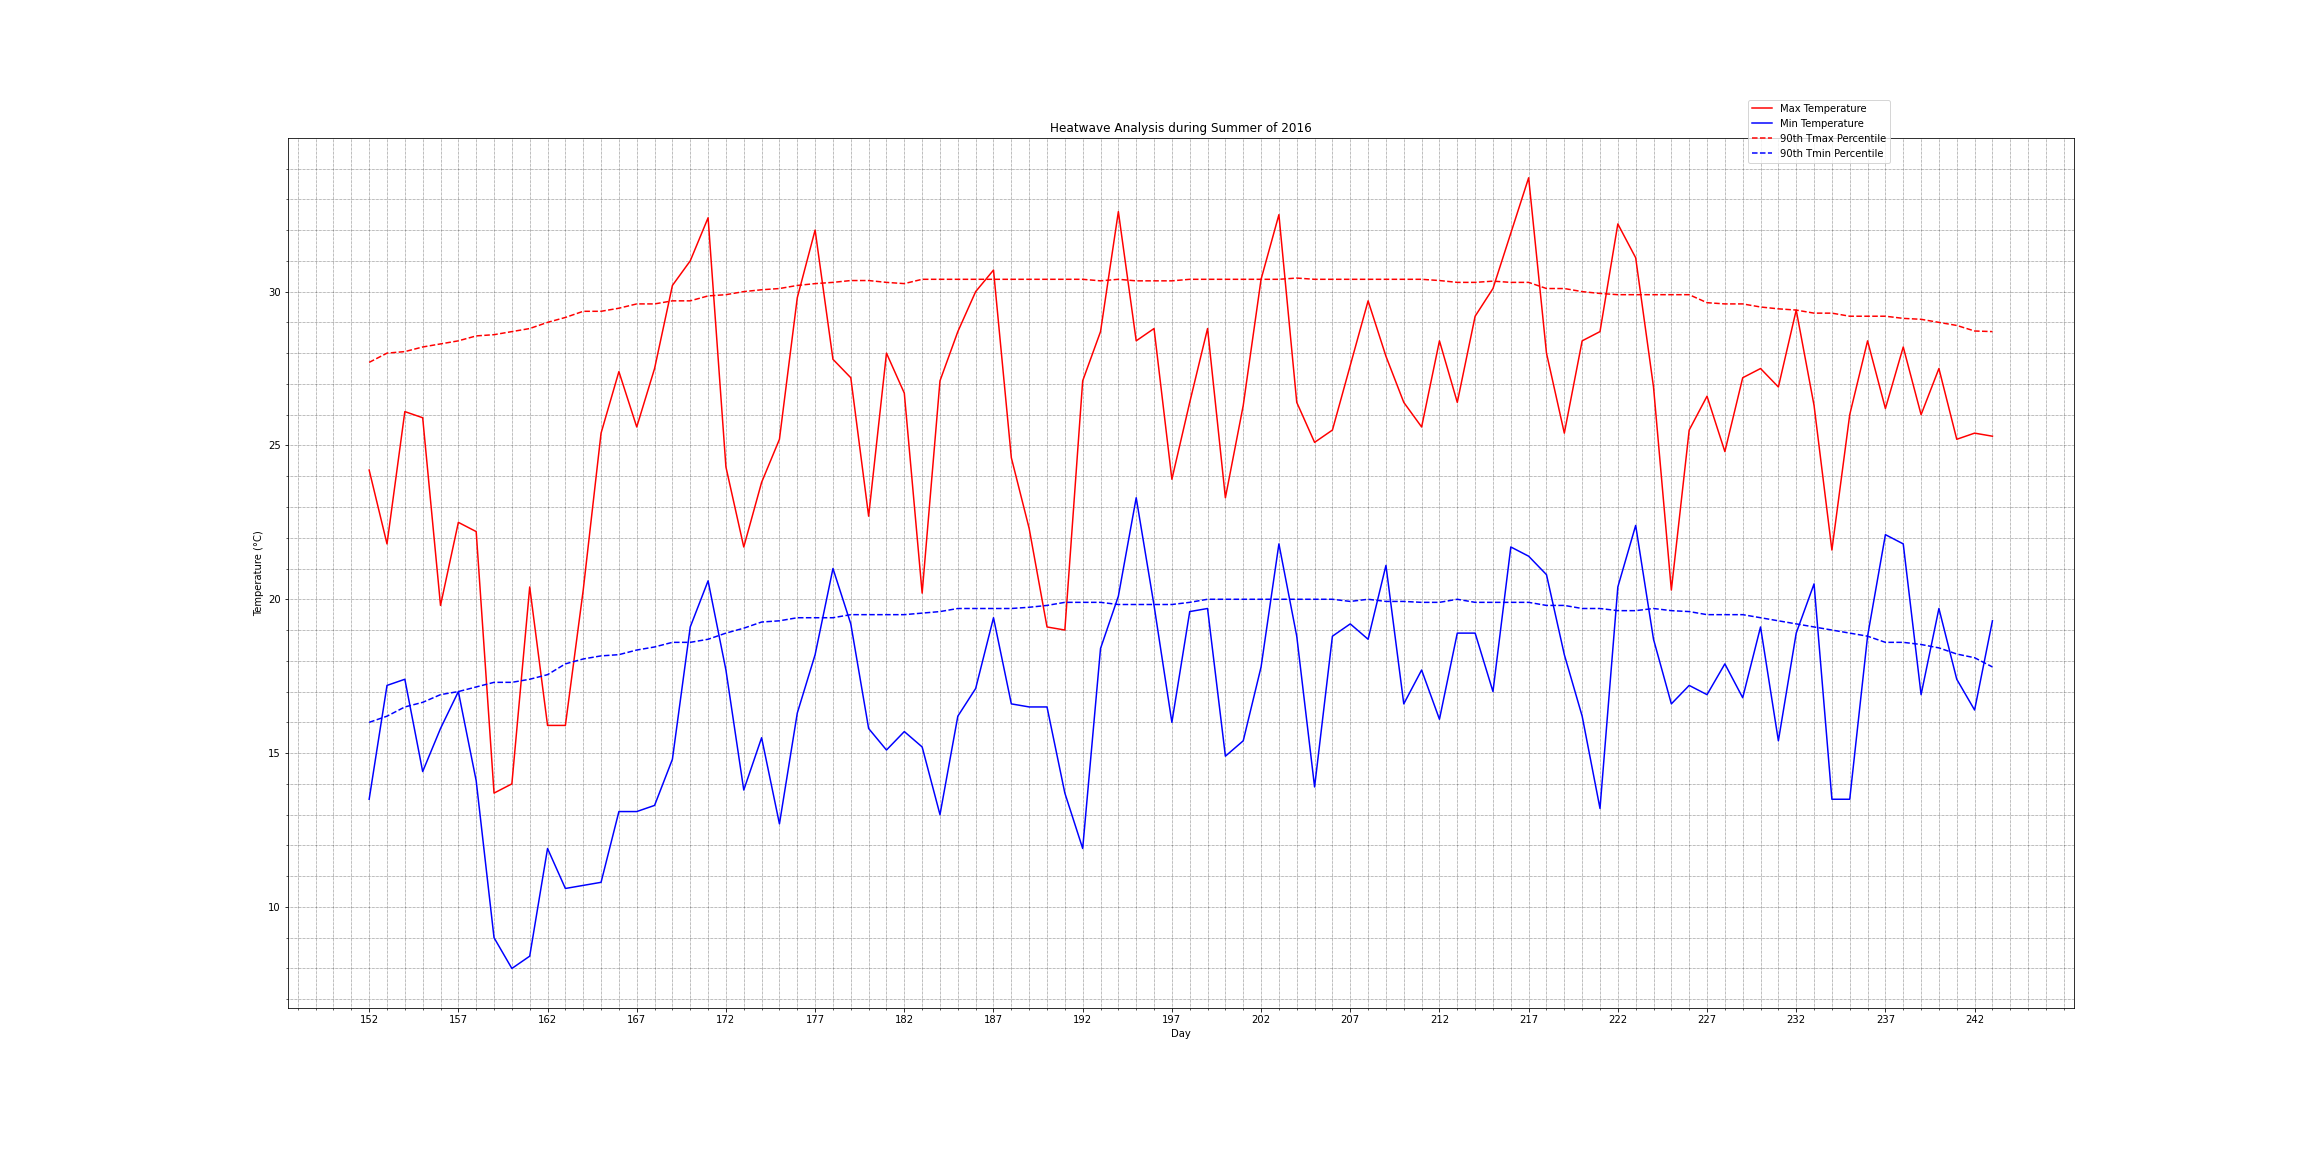 Max Temperature
Min Temperature
90th Tmax Percentile
90th Tmin Percentile
Heatwave Analysis during Summer of 2016
Temperature (°C)
30
25
20
15
10
152 157 162 167 172 177 182 187 192 197 202 207 212 217 222 227 232 237 242
Day